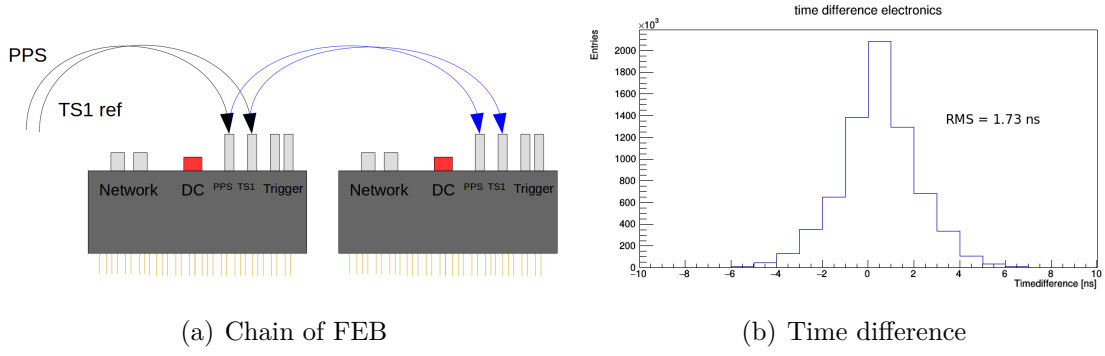 PPS
TS1 ref
Network DC PPS TS1 Trigger
Network DC PPS TS1 Trigger
(a) Chain of FEB
time difference electronics
×10³
Entries
2000
1800
1600
1400
1200
1000
800
600
400
200
0
RMS = 1.73 ns
−10 −8 −6 −4 −2 0 2 4 6 8 10
Timedifference [ns]
(b) Time difference